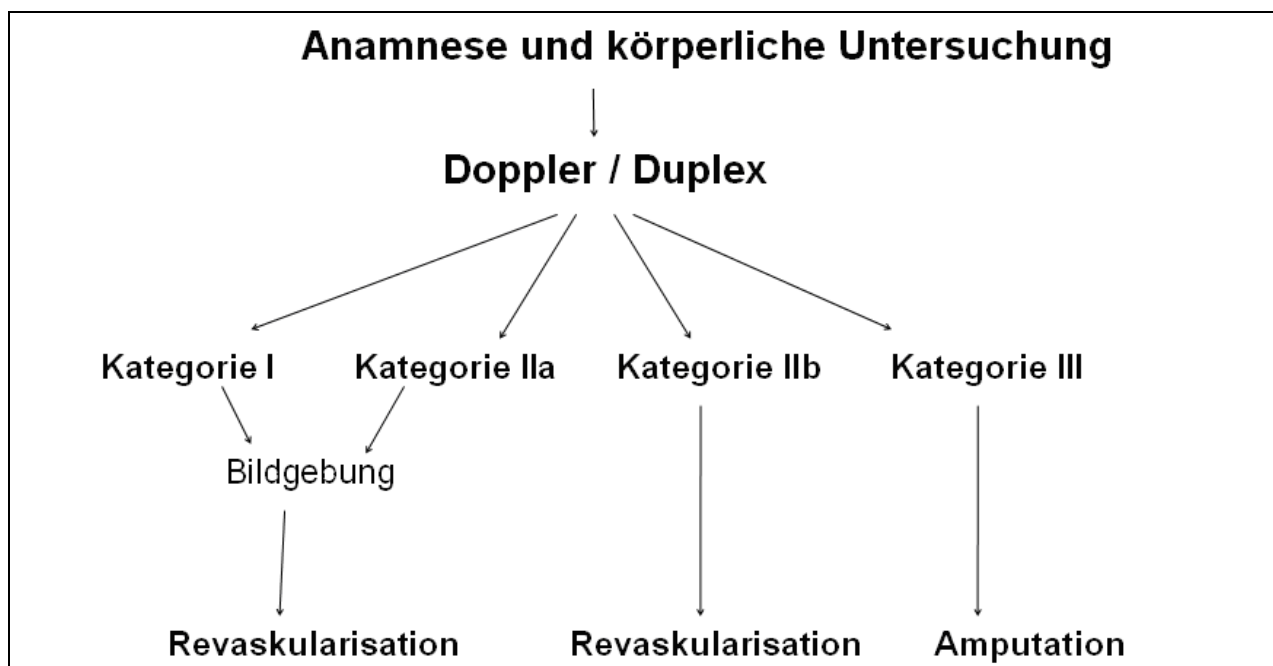 Anamnese und körperliche Untersuchung
Doppler / Duplex
Kategorie I Kategorie IIa Kategorie IIb Kategorie III
Bildgebung
Revaskularisation Revaskularisation Amputation